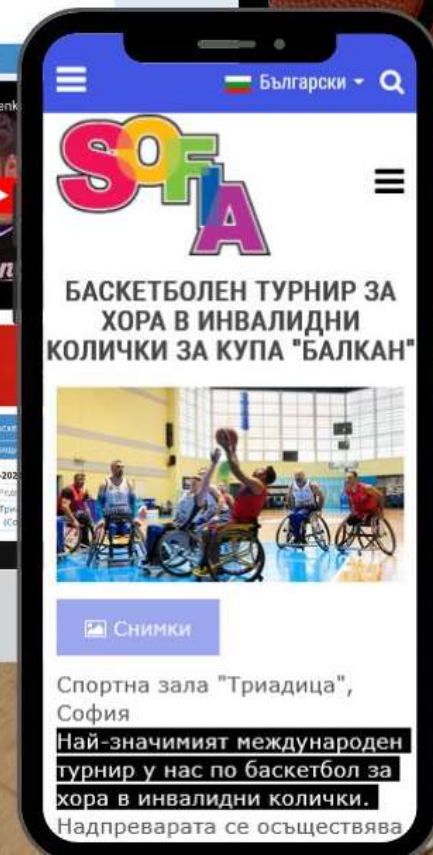 Български
SOFIA
БАСКЕТБОЛЕН ТУРНИР ЗА
ХОРА В ИНВАЛИДНИ
КОЛИЧКИ ЗА КУПА "БАЛКАН"
Снимки
Спортна зала "Триадица",
София
Най-значимият международен
турнир у нас по баскетбол за
хора в инвалидни колички.
Надпреварата се осъществява